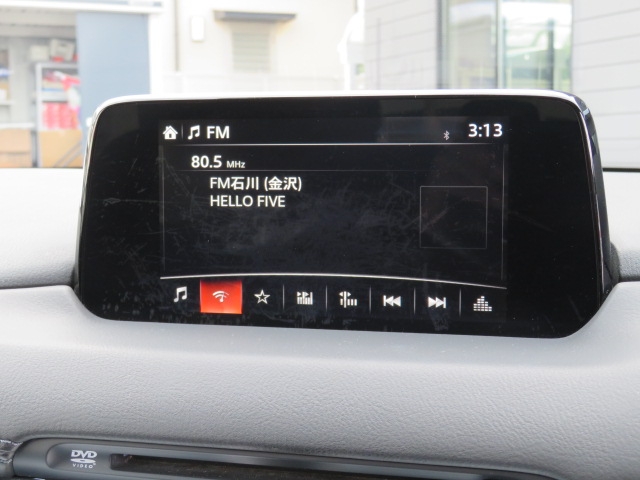 FM 3:13
80.5 MHz
FM石川 (金沢)
HELLO FIVE
DVD
VIDEO